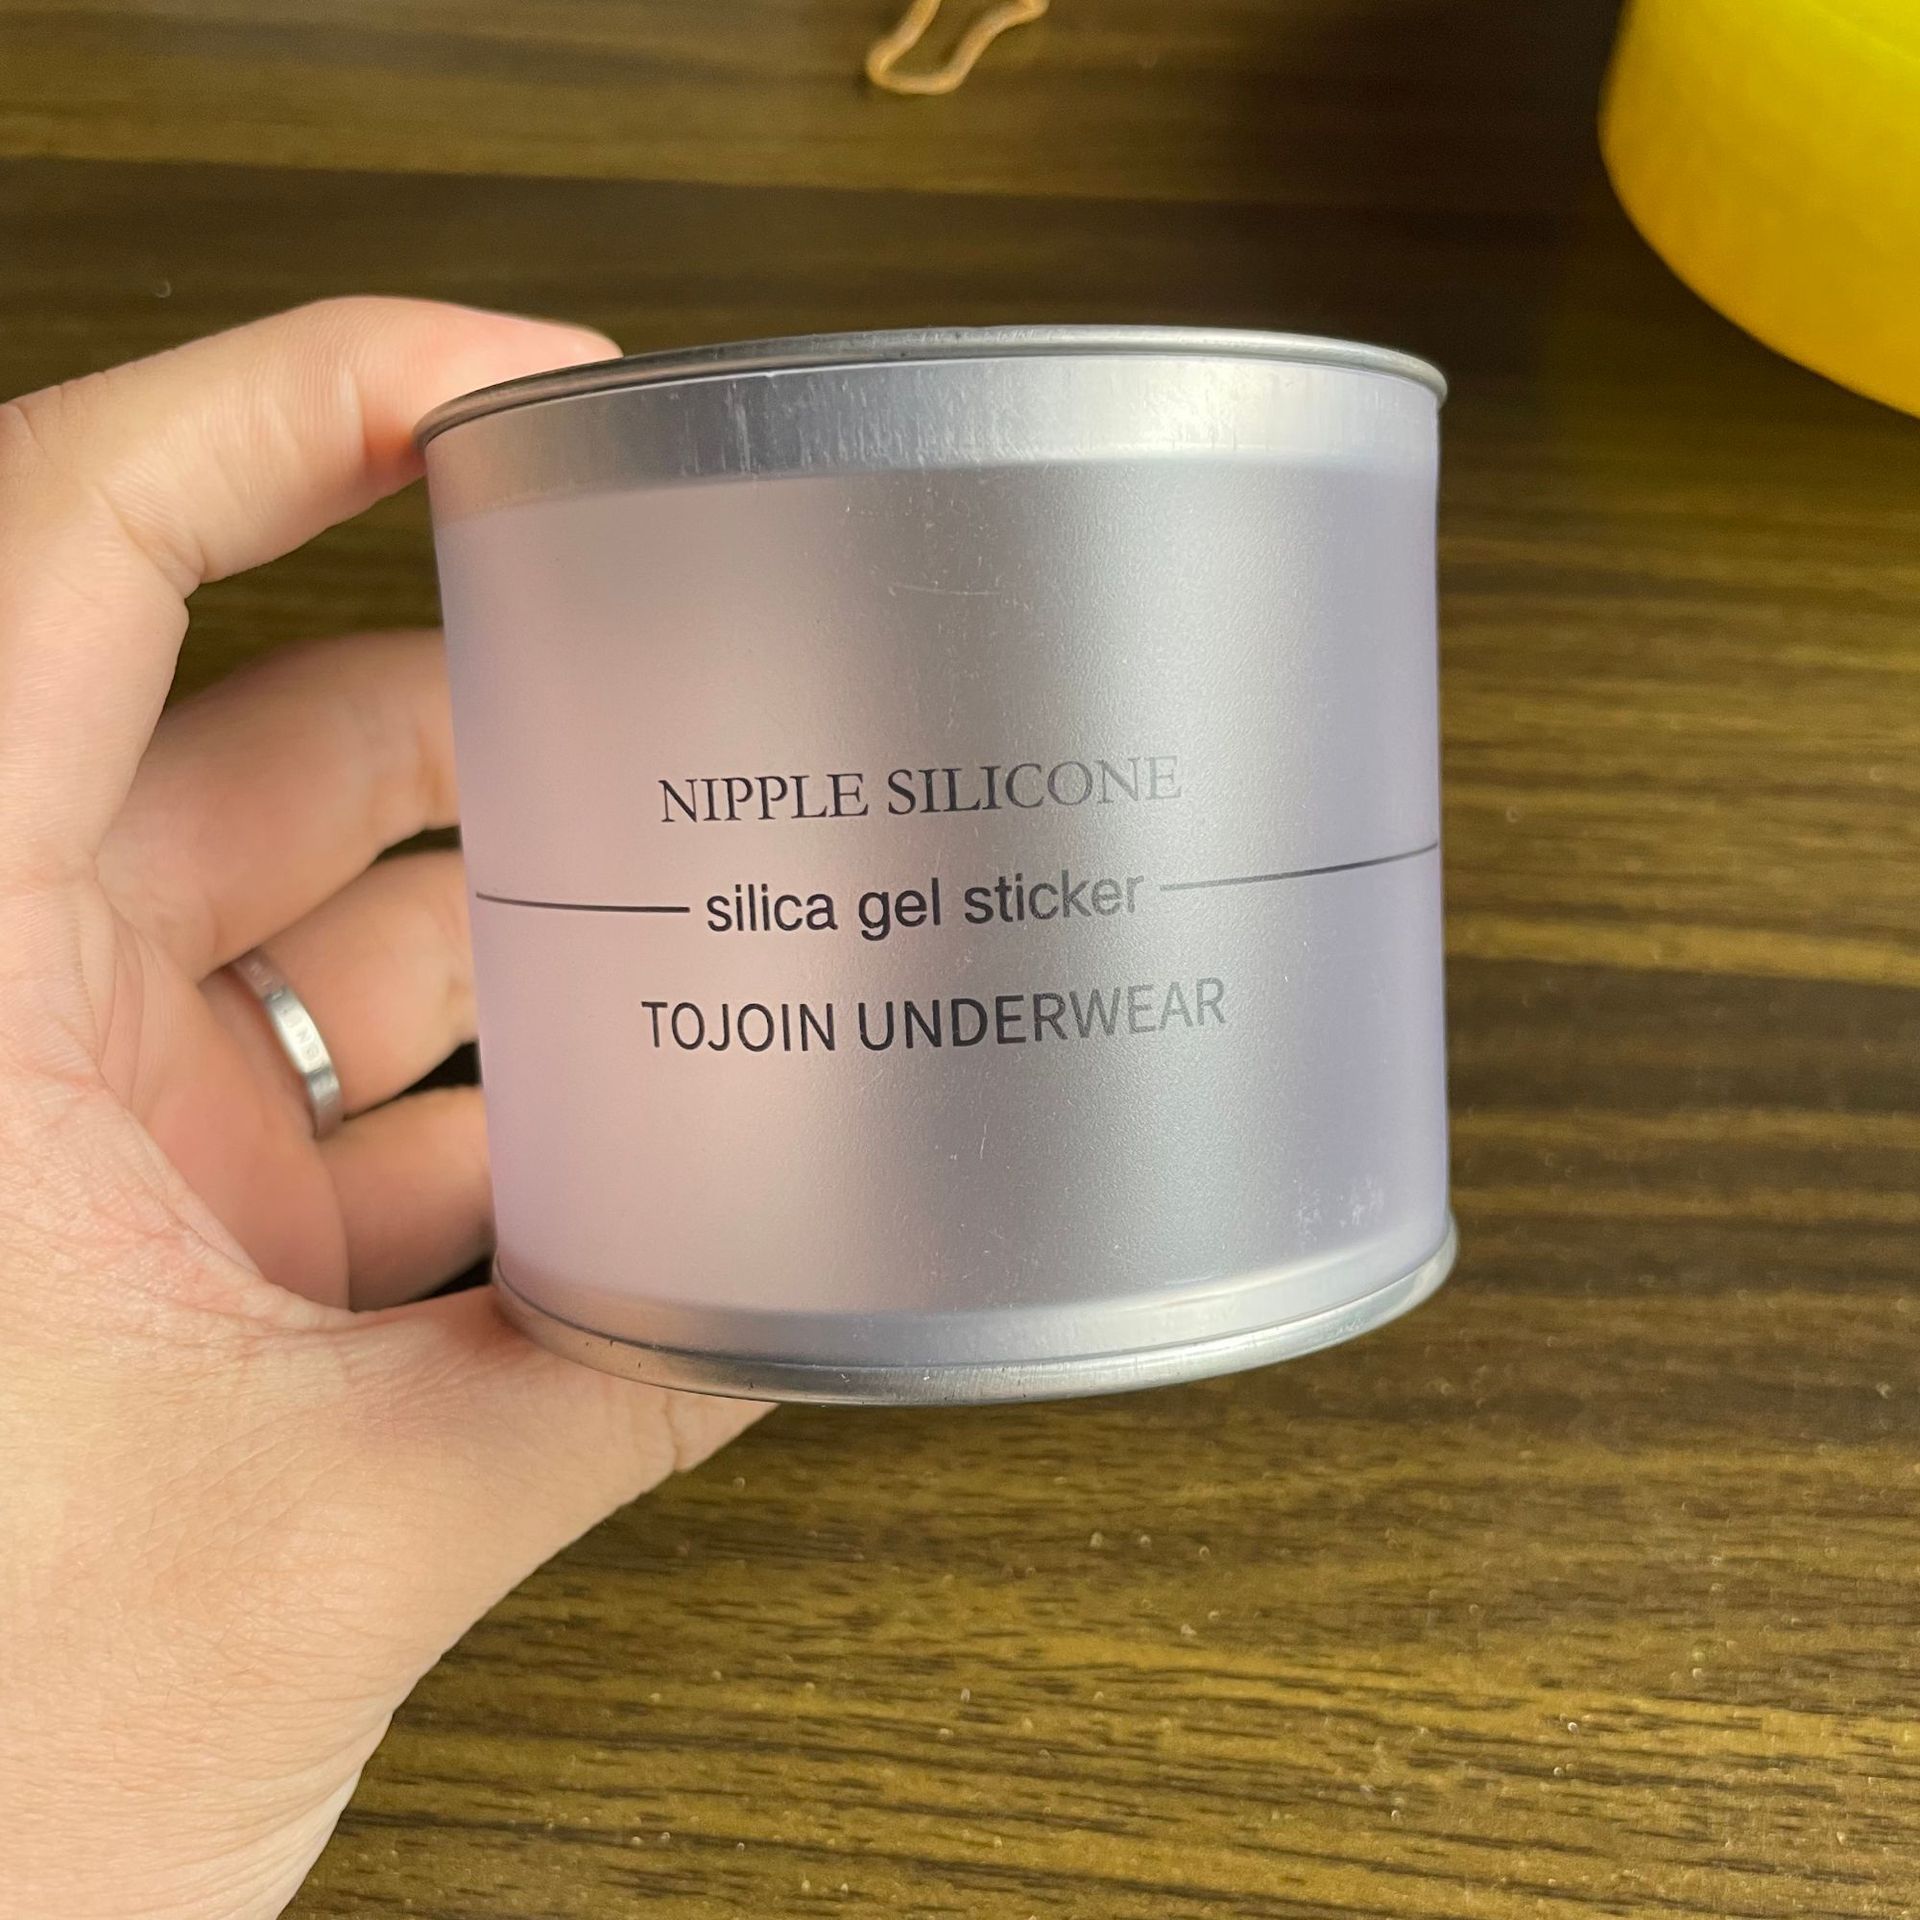 NIPPLE SILICONE
silica gel sticker
TOJOIN UNDERWEAR